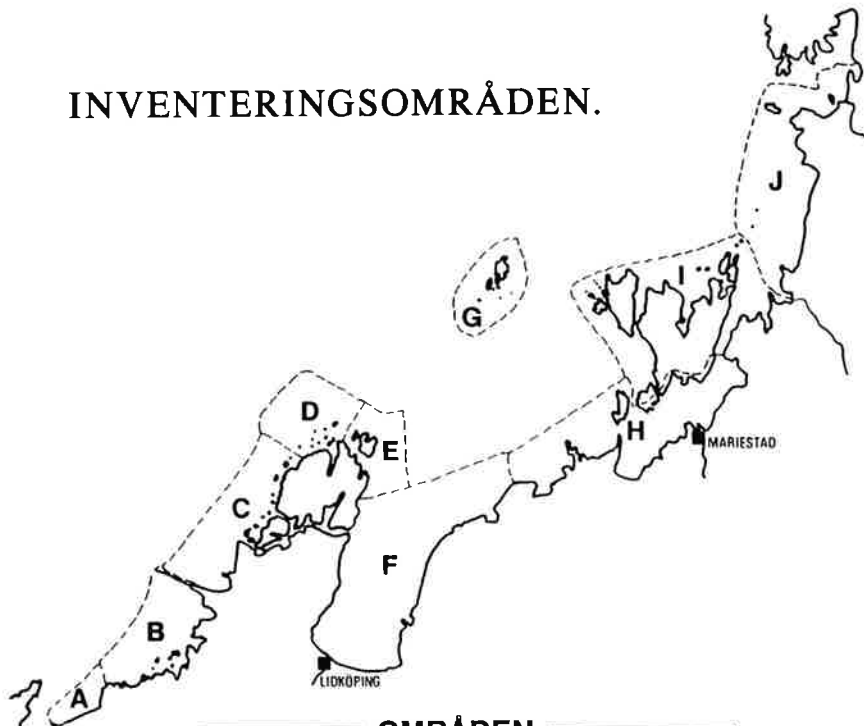 INVENTERINGSOMRÅDEN.
J
I
G
D
E
H
MARIESTAD
C
F
B
LIDKÖPING
A
OMRÅDEN